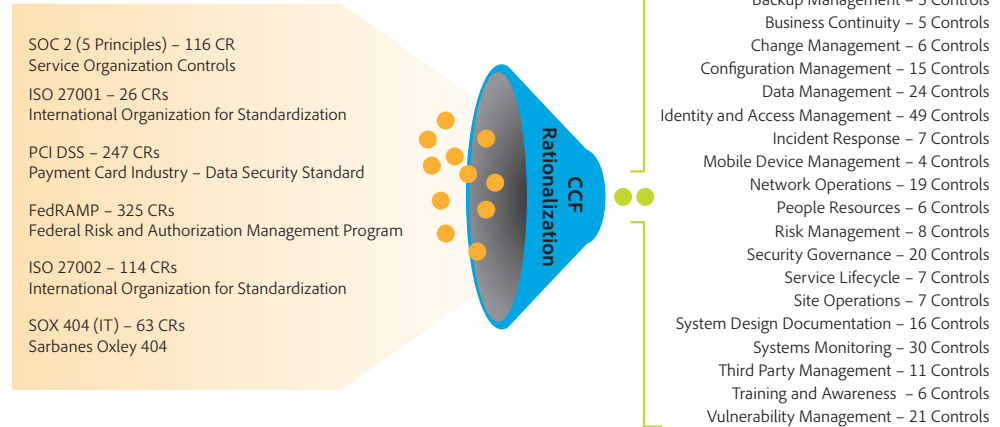 SOC 2 (5 Principles) – 116 CR
Service Organization Controls
ISO 27001 – 26 CRs
International Organization for Standardization
PCI DSS – 247 CRs
Payment Card Industry – Data Security Standard
FedRAMP – 325 CRs
Federal Risk and Authorization Management Program
ISO 27002 – 114 CRs
International Organization for Standardization
SOX 404 (IT) – 63 CRs
Sarbanes Oxley 404
CCF
Rationalization
Backup Management – 5 Controls
Business Continuity – 5 Controls
Change Management – 6 Controls
Configuration Management – 15 Controls
Data Management – 24 Controls
Identity and Access Management – 49 Controls
Incident Response – 7 Controls
Mobile Device Management – 4 Controls
Network Operations – 19 Controls
People Resources – 6 Controls
Risk Management – 8 Controls
Security Governance – 20 Controls
Service Lifecycle – 7 Controls
Site Operations – 7 Controls
System Design Documentation – 16 Controls
Systems Monitoring – 30 Controls
Third Party Management – 11 Controls
Training and Awareness – 6 Controls
Vulnerability Management – 21 Controls